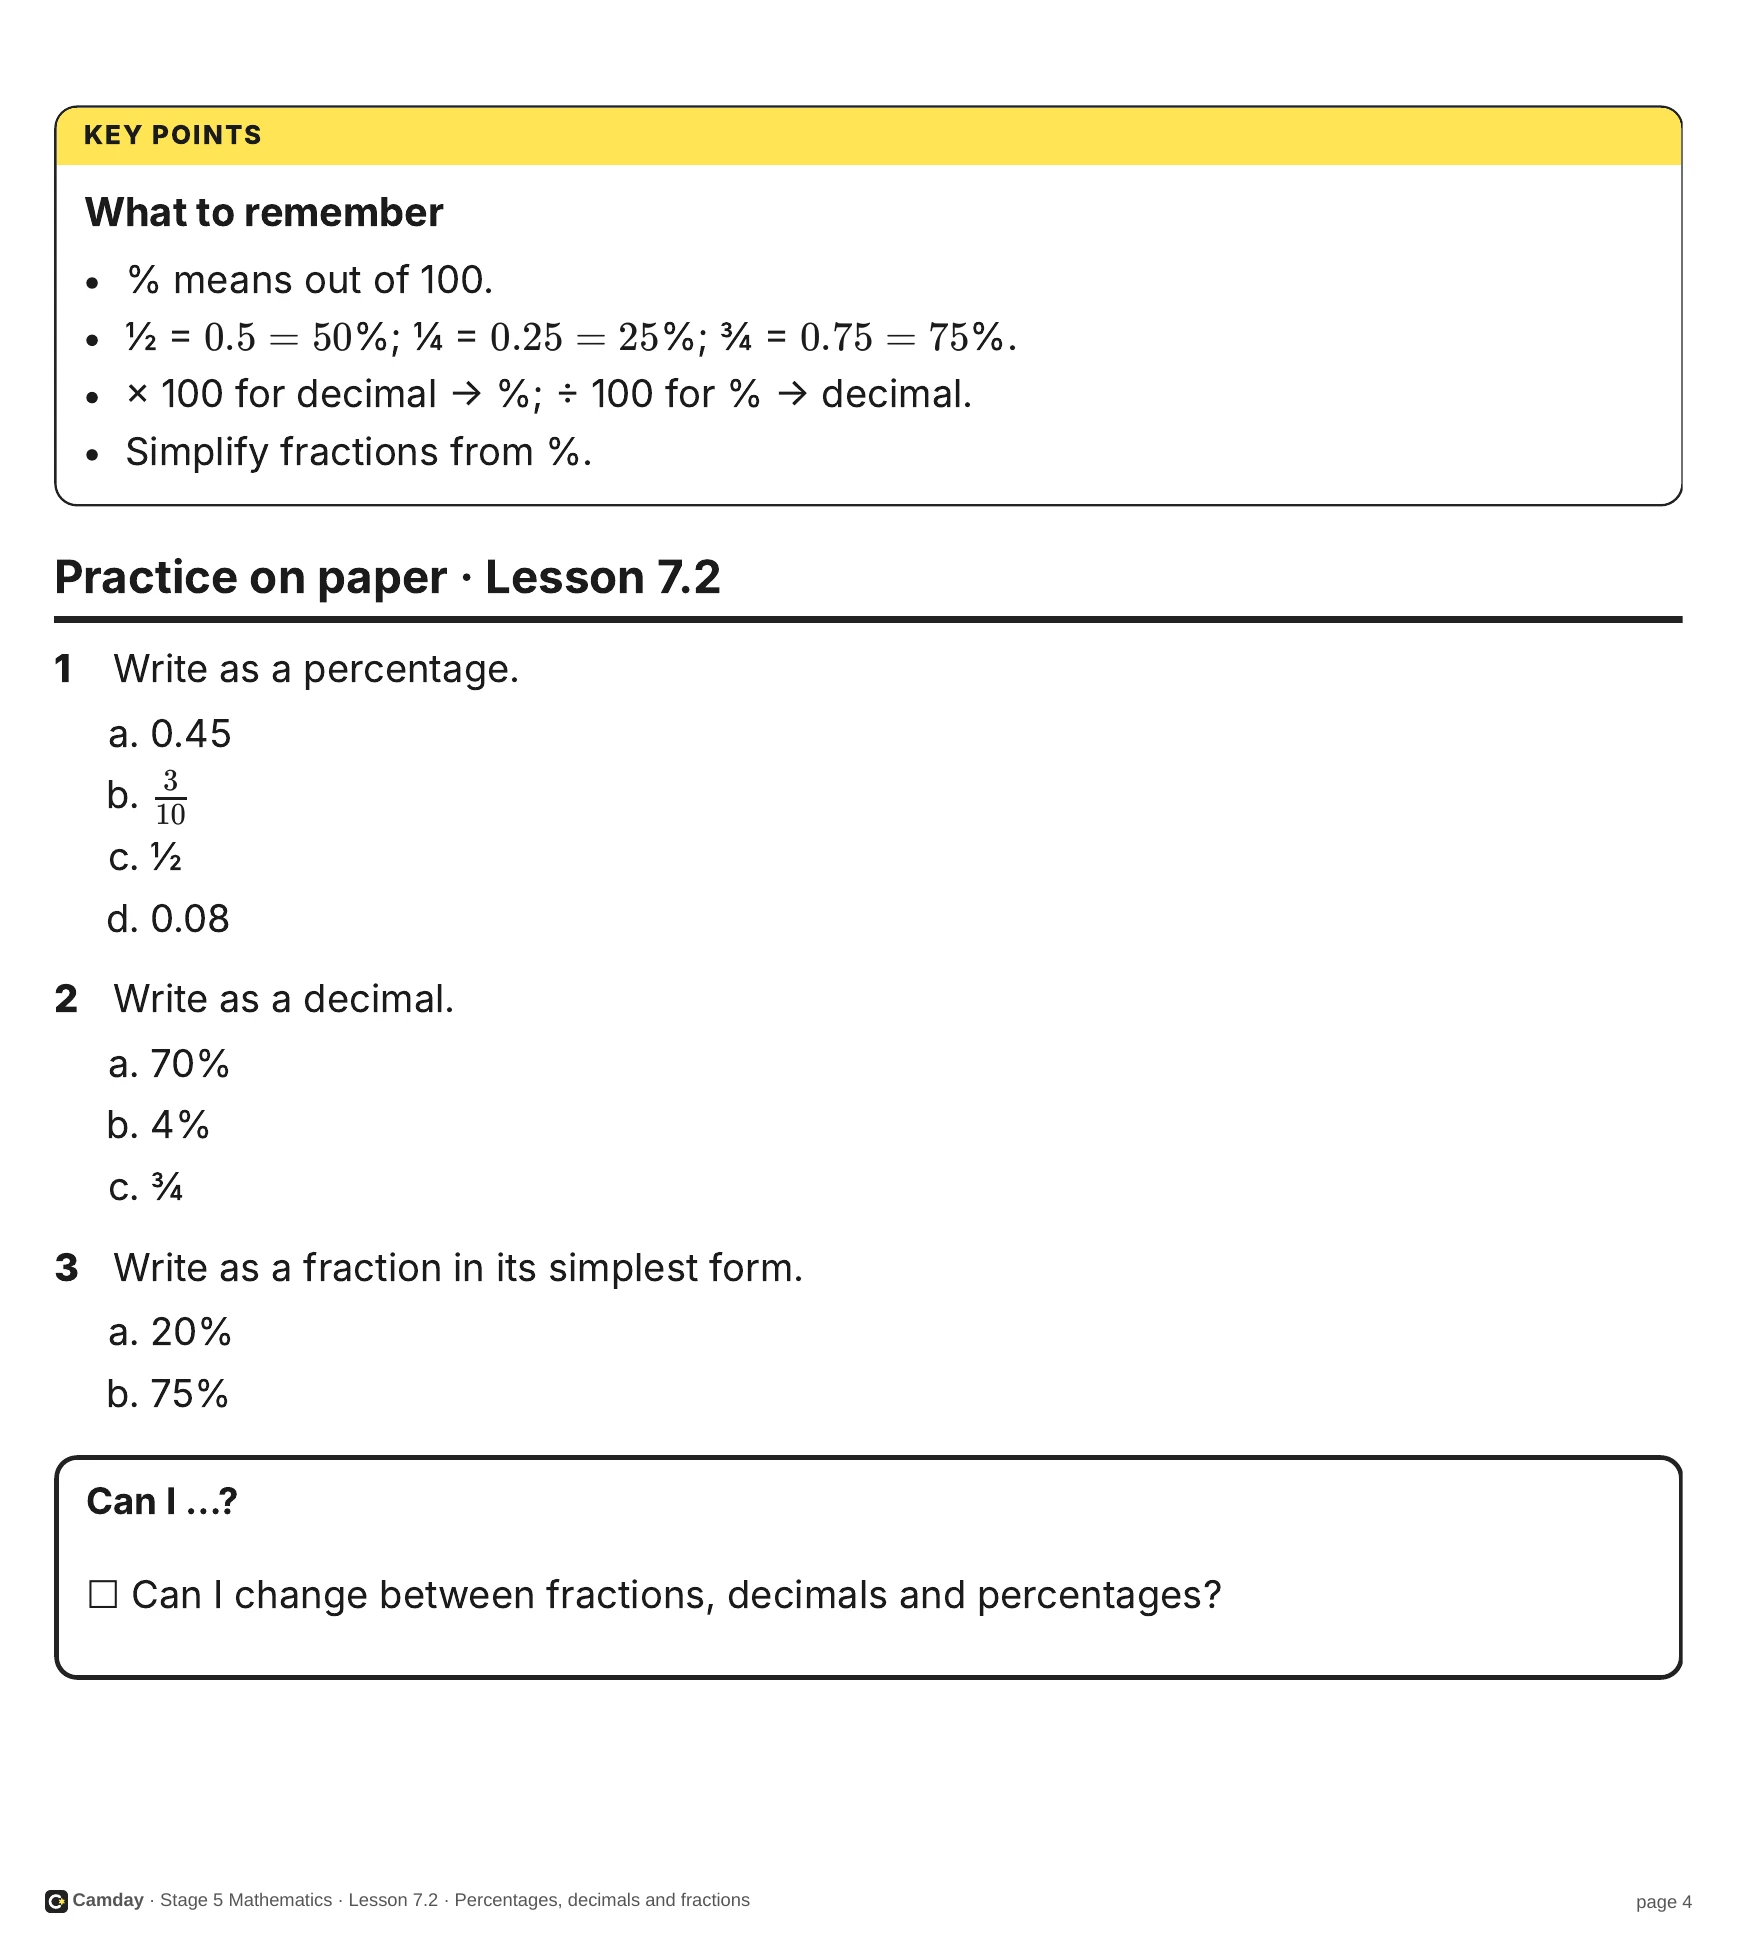 KEY POINTS
What to remember
• % means out of 100.
• ½ = 0.5 = 50%; ¼ = 0.25 = 25%; ¾ = 0.75 = 75%.
• × 100 for decimal → %; ÷ 100 for % → decimal.
• Simplify fractions from %.
Practice on paper · Lesson 7.2
1 Write as a percentage.
a. 0.45
b. 3/10
c. ½
d. 0.08
2 Write as a decimal.
a. 70%
b. 4%
c. ¾
3 Write as a fraction in its simplest form.
a. 20%
b. 75%
Can I …?
☐ Can I change between fractions, decimals and percentages?
Camday · Stage 5 Mathematics · Lesson 7.2 · Percentages, decimals and fractions
page 4